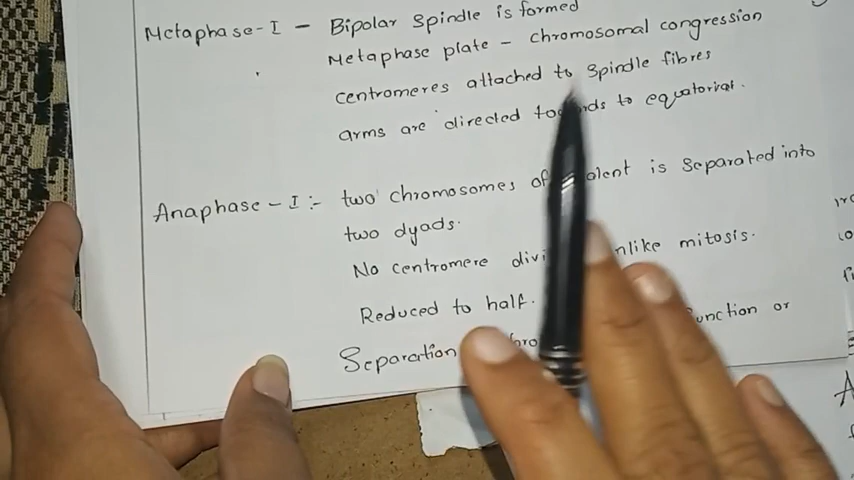 Metaphase-I - Bipolar spindle is formed
Metaphase plate - chromosomal congression
centromeres attached to spindle fibres
arms are directed to to equatorial.
Anaphase-I :- two chromosomes of is separated into
two dyads.
No centromere mitosis.
Reduced to half.
Separation or